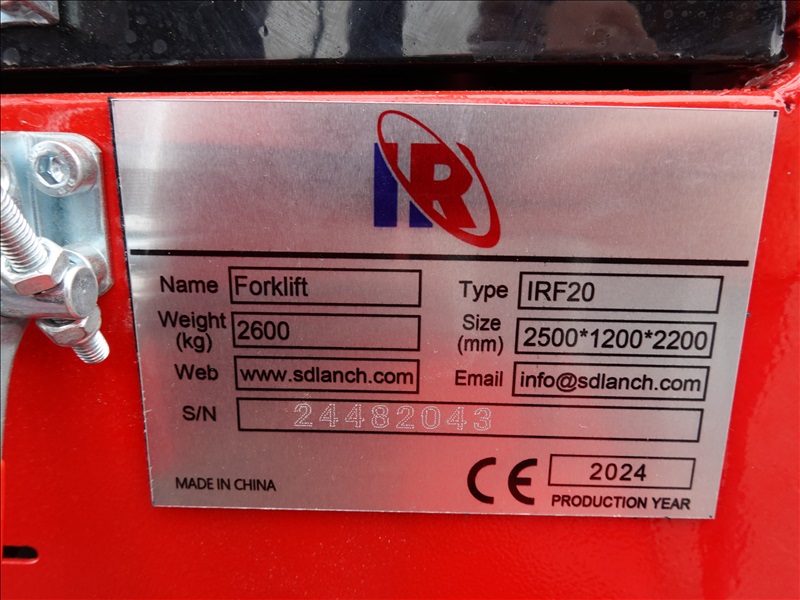 IR
Name Forklift Type IRF20
Weight (kg) 2600 Size (mm) 2500*1200*2200
Web www.sdlanch.com Email info@sdlanch.com
S/N 24482043
MADE IN CHINA CE 2024
PRODUCTION YEAR